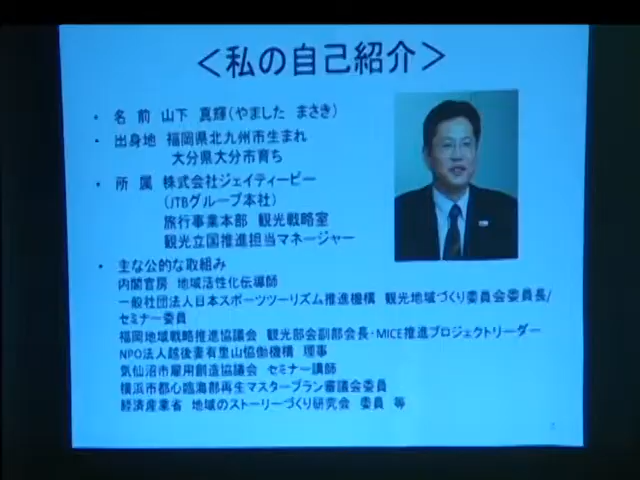 ＜私の自己紹介＞
・ 名 前 山下 真輝(やました まさき)
・ 出身地 福岡県北九州市生まれ
大分県大分市育ち
・ 所 属 株式会社ジェイティービー
(JTBグループ本社)
旅行事業本部 観光戦略室
観光立国推進担当マネージャー
・ 主な公的な取組み
内閣官房 地域活性化伝導師
一般社団法人日本スポーツツーリズム推進機構 観光地域づくり委員会委員長/
セミナー委員
福岡地域戦略推進協議会 観光部会副部会長・MICE推進プロジェクトリーダー
NPO法人越後妻有里山協働機構 理事
気仙沼市雇用創造協議会 セミナー講師
横浜市都心臨海部再生マスタープラン審議会委員
経済産業省 地域のストーリーづくり研究会 委員 等